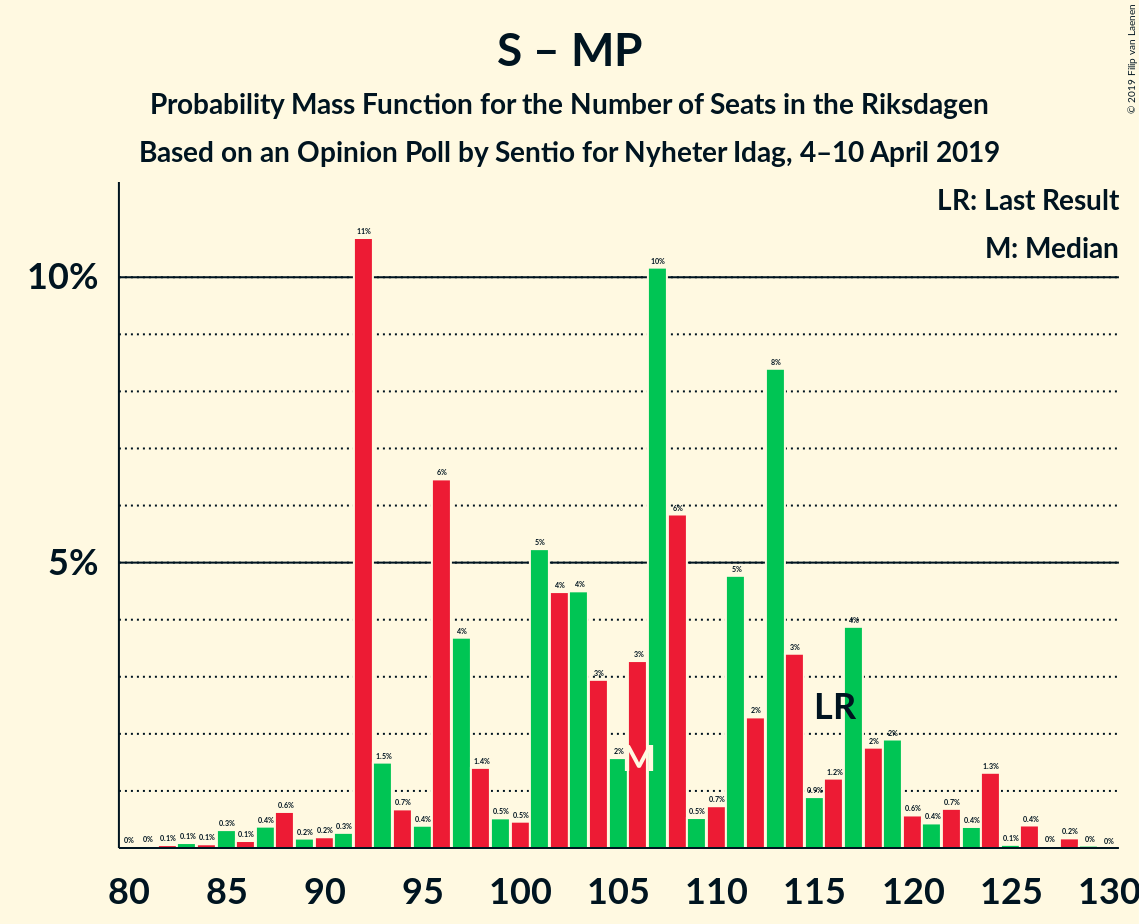 S – MP
Probability Mass Function for the Number of Seats in the Riksdagen
Based on an Opinion Poll by Sentio for Nyheter Idag, 4–10 April 2019
© 2019 Filip van Laenen
LR: Last Result
M: Median
10%
5%
0% 0% 0.1% 0.1% 0.1% 0.3% 0.1% 0.4% 0.6% 0.2% 0.2% 0.3% 11% 1.5% 0.7% 0.4% 6% 4% 1.4% 0.5% 0.5% 5% 4% 4% 3% 2% 3% 10% 6% 0.5% 0.7% 5% 2% 8% 3% 0.9% 1.2% 4% 2% 2% 0.6% 0.4% 0.7% 0.4% 1.3% 0.1% 0.4% 0% 0.2% 0% 0%
LR
M
80 85 90 95 100 105 110 115 120 125 130